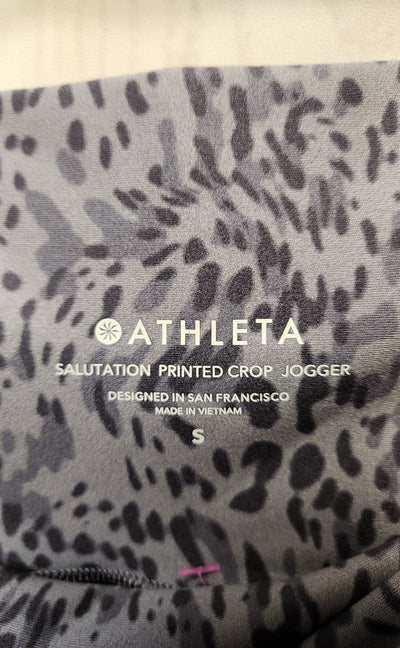 ATHLETA
SALUTATION PRINTED CROP JOGGER
DESIGNED IN SAN FRANCISCO
MADE IN VIETNAM
S